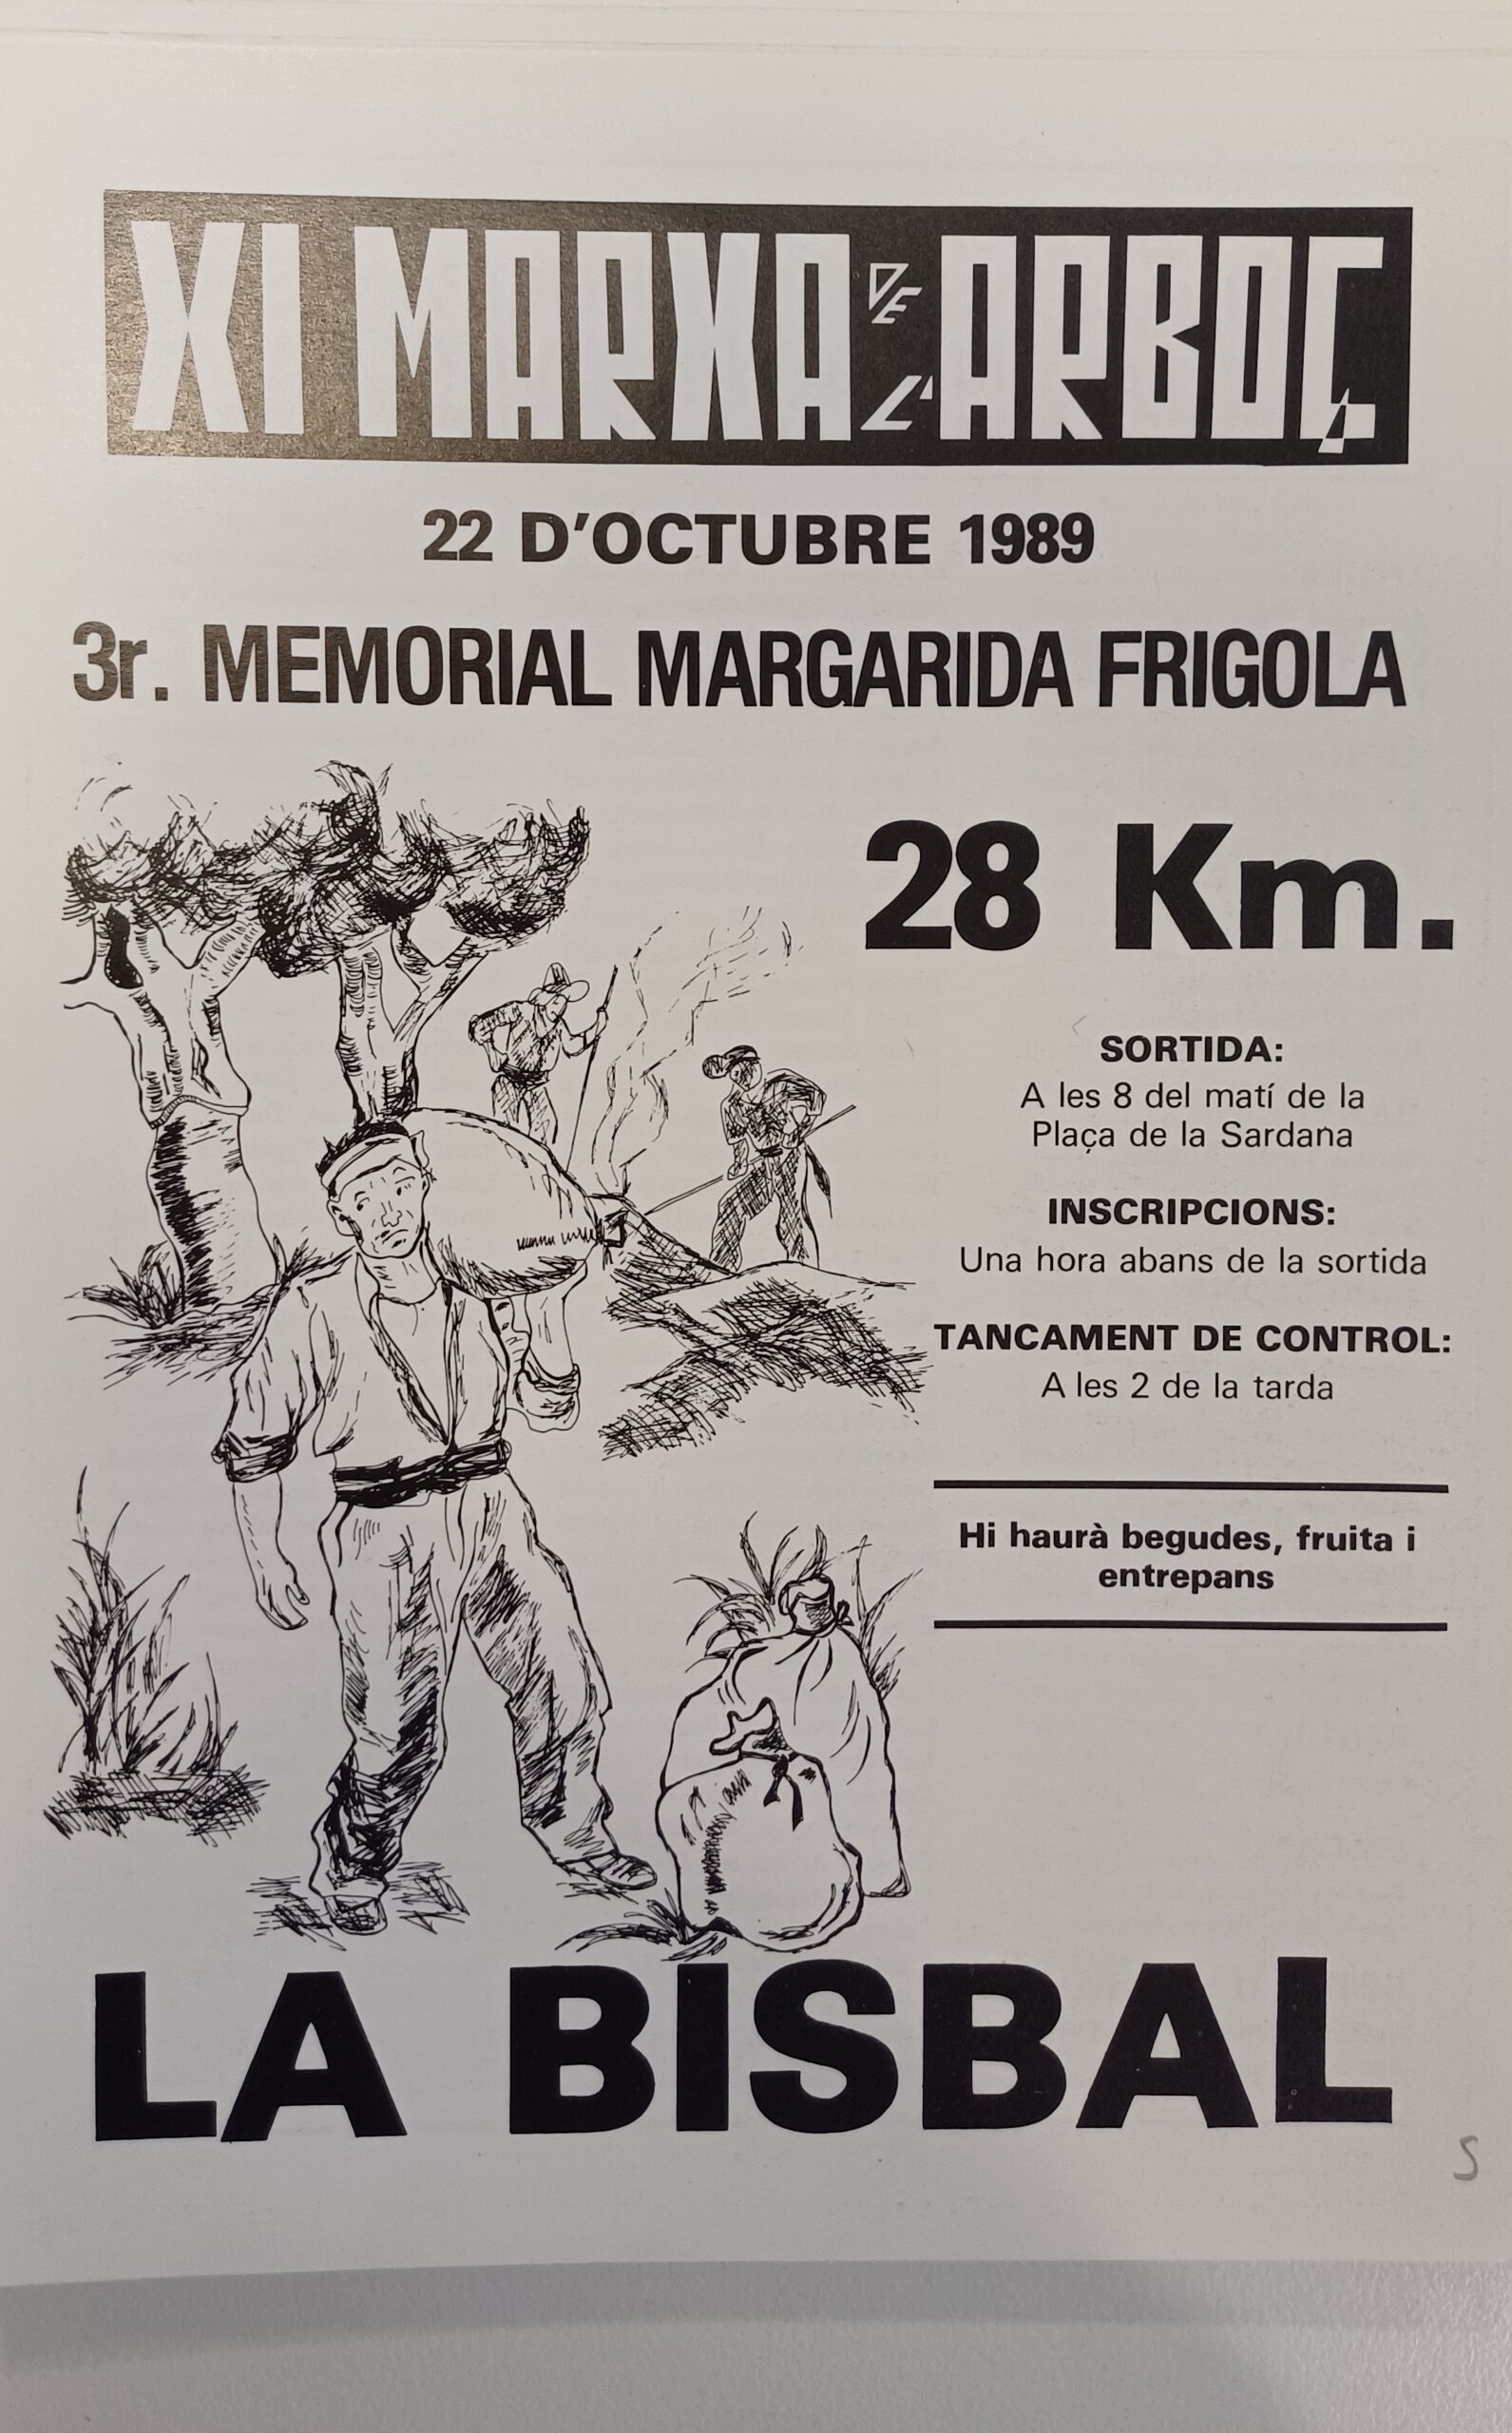 XI MARXA DE L'ARBOÇ
22 D'OCTUBRE 1989
3r. MEMORIAL MARGARIDA FRIGOLA
28 Km.
SORTIDA:
A les 8 del matí de la
Plaça de la Sardana
INSCRIPCIONS:
Una hora abans de la sortida
TANCAMENT DE CONTROL:
A les 2 de la tarda
Hi haurà begudes, fruita i
entrepans
LA BISBAL
S